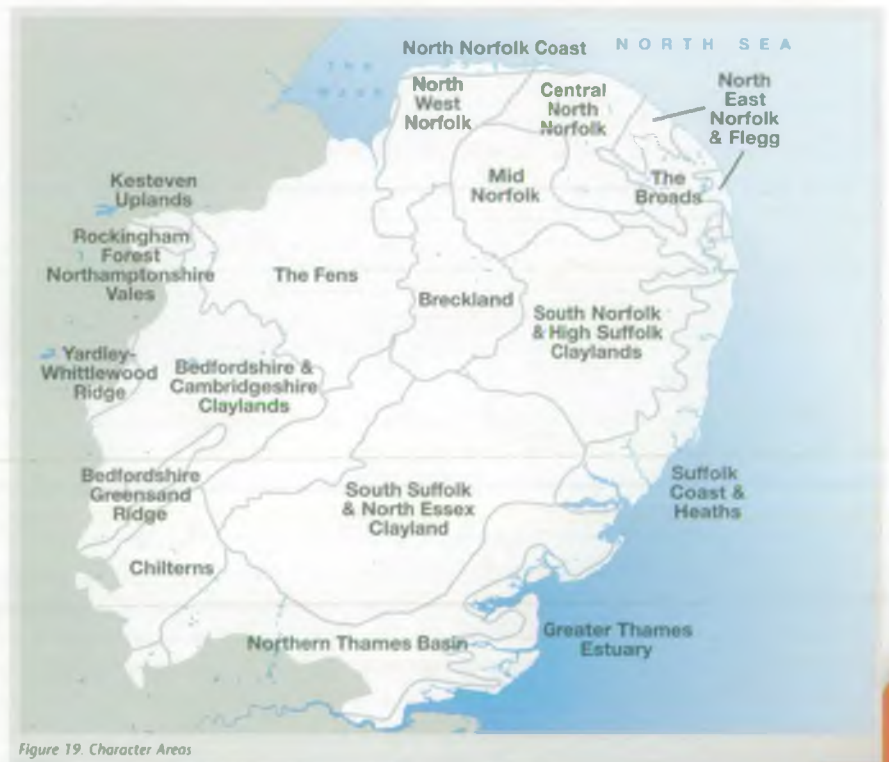 North Norfolk Coast
NORTH SEA
THE
WASH
North
West
Norfolk
Central
North
Norfolk
North
East
Norfolk
& Flegg
Kesteven
Uplands
Mid
Norfolk
The
Broads
Rockingham
Forest
Northamptonshire
Vales
The Fens
Breckland
South Norfolk
& High Suffolk
Claylands
Yardley-
Whittlewood
Ridge
Bedfordshire &
Cambridgeshire
Claylands
Bedfordshire
Greensand
Ridge
South Suffolk
& North Essex
Clayland
Suffolk
Coast &
Heaths
Chilterns
Northern Thames Basin
Greater Thames
Estuary
Figure 19. Character Areas